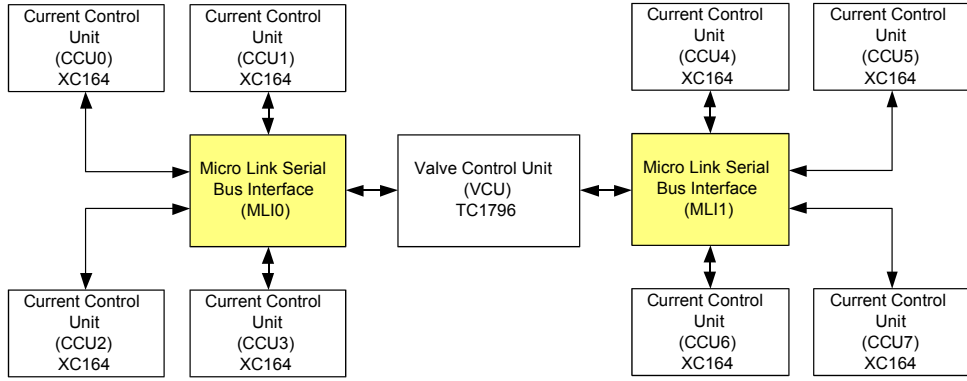 Current Control
Unit
(CCU0)
XC164
Current Control
Unit
(CCU1)
XC164
Current Control
Unit
(CCU4)
XC164
Current Control
Unit
(CCU5)
XC164
Micro Link Serial
Bus Interface
(MLI0)
Valve Control Unit
(VCU)
TC1796
Micro Link Serial
Bus Interface
(MLI1)
Current Control
Unit
(CCU2)
XC164
Current Control
Unit
(CCU3)
XC164
Current Control
Unit
(CCU6)
XC164
Current Control
Unit
(CCU7)
XC164